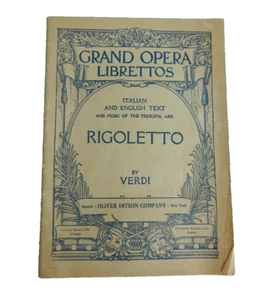 GRAND OPERA
LIBRETTOS
ITALIAN
AND ENGLISH TEXT
AND MUSIC OF THE PRINCIPAL AIRS
RIGOLETTO
BY
VERDI
Boston : OLIVER DITSON COMPANY : New York